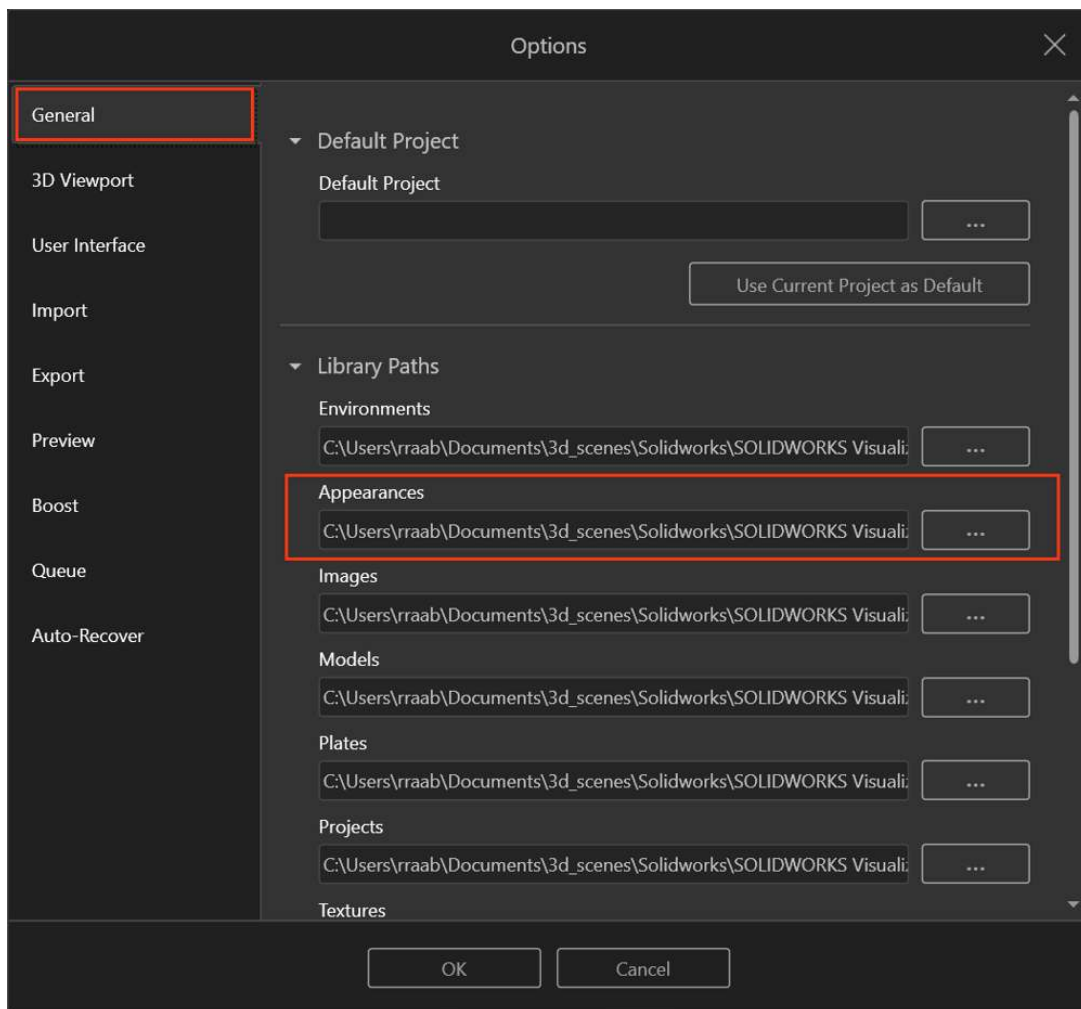 Options
General
3D Viewport
User Interface
Import
Export
Preview
Boost
Queue
Auto-Recover
Default Project
Default Project
...
Use Current Project as Default
Library Paths
Environments
C:\Users\rraab\Documents\3d_scenes\Solidworks\SOLIDWORKS Visuali
...
Appearances
C:\Users\rraab\Documents\3d_scenes\Solidworks\SOLIDWORKS Visuali
...
Images
C:\Users\rraab\Documents\3d_scenes\Solidworks\SOLIDWORKS Visuali
...
Models
C:\Users\rraab\Documents\3d_scenes\Solidworks\SOLIDWORKS Visuali
...
Plates
C:\Users\rraab\Documents\3d_scenes\Solidworks\SOLIDWORKS Visuali
...
Projects
C:\Users\rraab\Documents\3d_scenes\Solidworks\SOLIDWORKS Visuali
...
Textures
OK
Cancel